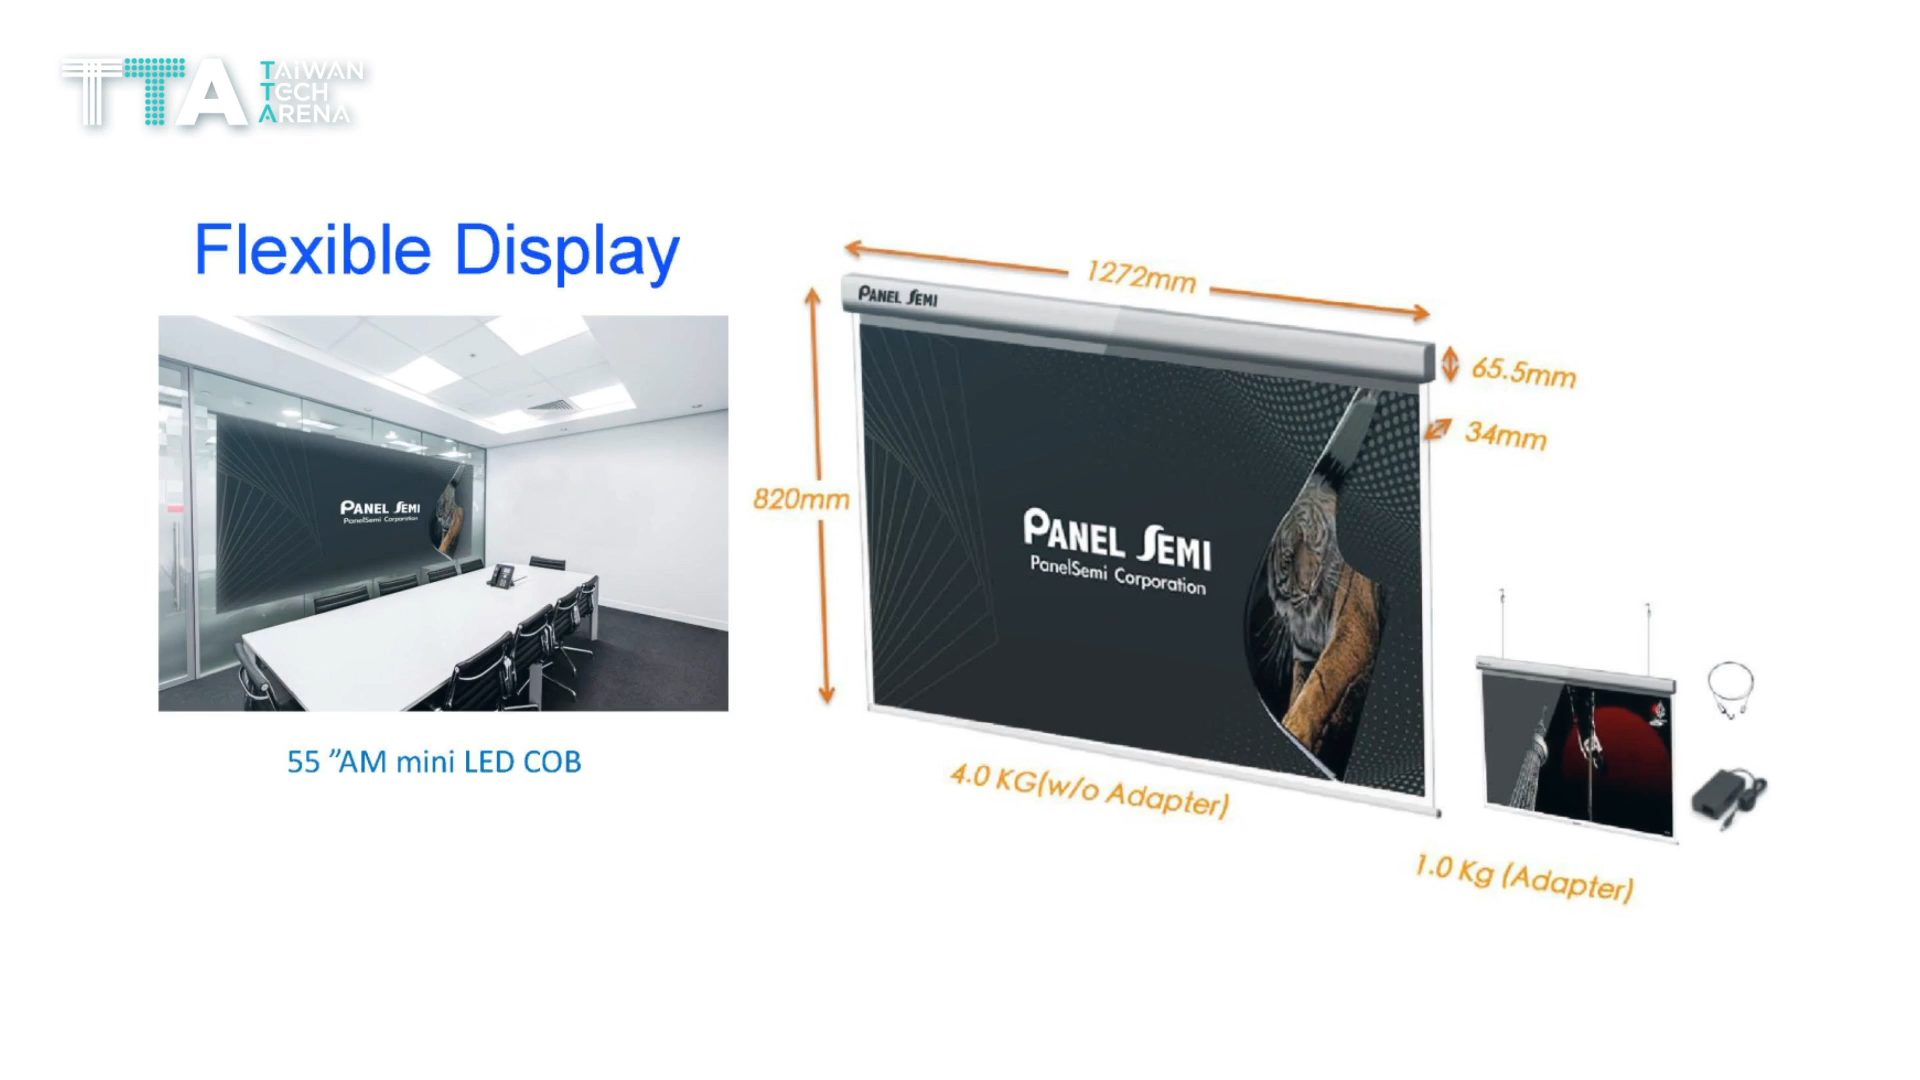 TTA
TAIWAN
TECH
ARENA
Flexible Display
PANEL SEMI
PanelSemi Corporation
55 ”AM mini LED COB
1272mm
PANEL SEMI
65.5mm
34mm
820mm
PANEL SEMI
PanelSemi Corporation
4.0 KG(w/o Adapter)
1.0 Kg (Adapter)